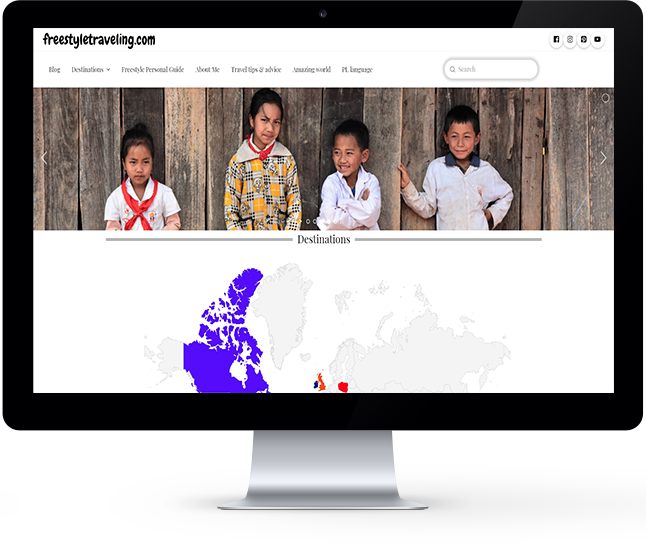 freestyletraveling.com
Blog Destinations Freestyle Personal Guide About Me Travel tips & advice Amazing world PL language Search
Destinations